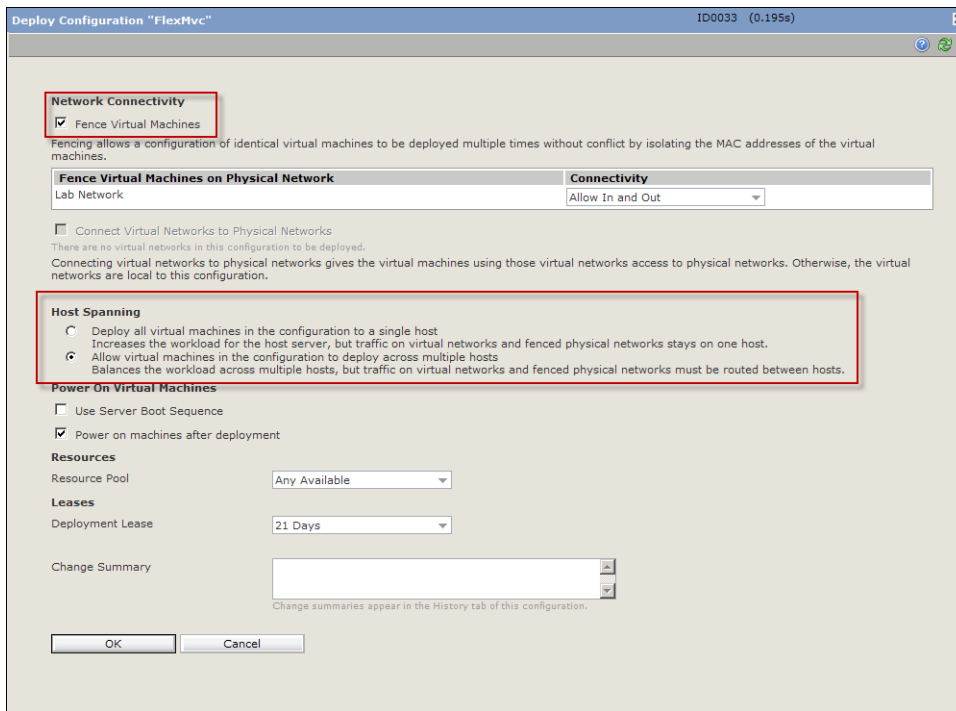 Deploy Configuration "FlexMvc" ID0033 (0.195s)
Network Connectivity
Fence Virtual Machines
Fencing allows a configuration of identical virtual machines to be deployed multiple times without conflict by isolating the MAC addresses of the virtual
machines.
Fence Virtual Machines on Physical Network Connectivity
Lab Network Allow In and Out
Connect Virtual Networks to Physical Networks
There are no virtual networks in this configuration to be deployed.
Connecting virtual networks to physical networks gives the virtual machines using those virtual networks access to physical networks. Otherwise, the virtual
networks are local to this configuration.
Host Spanning
Deploy all virtual machines in the configuration to a single host
Increases the workload for the host server, but traffic on virtual networks and fenced physical networks stays on one host.
Allow virtual machines in the configuration to deploy across multiple hosts
Balances the workload across multiple hosts, but traffic on virtual networks and fenced physical networks must be routed between hosts.
Power On Virtual Machines
Use Server Boot Sequence
Power on machines after deployment
Resources
Resource Pool Any Available
Leases
Deployment Lease 21 Days
Change Summary
Change summaries appear in the History tab of this configuration.
OK Cancel